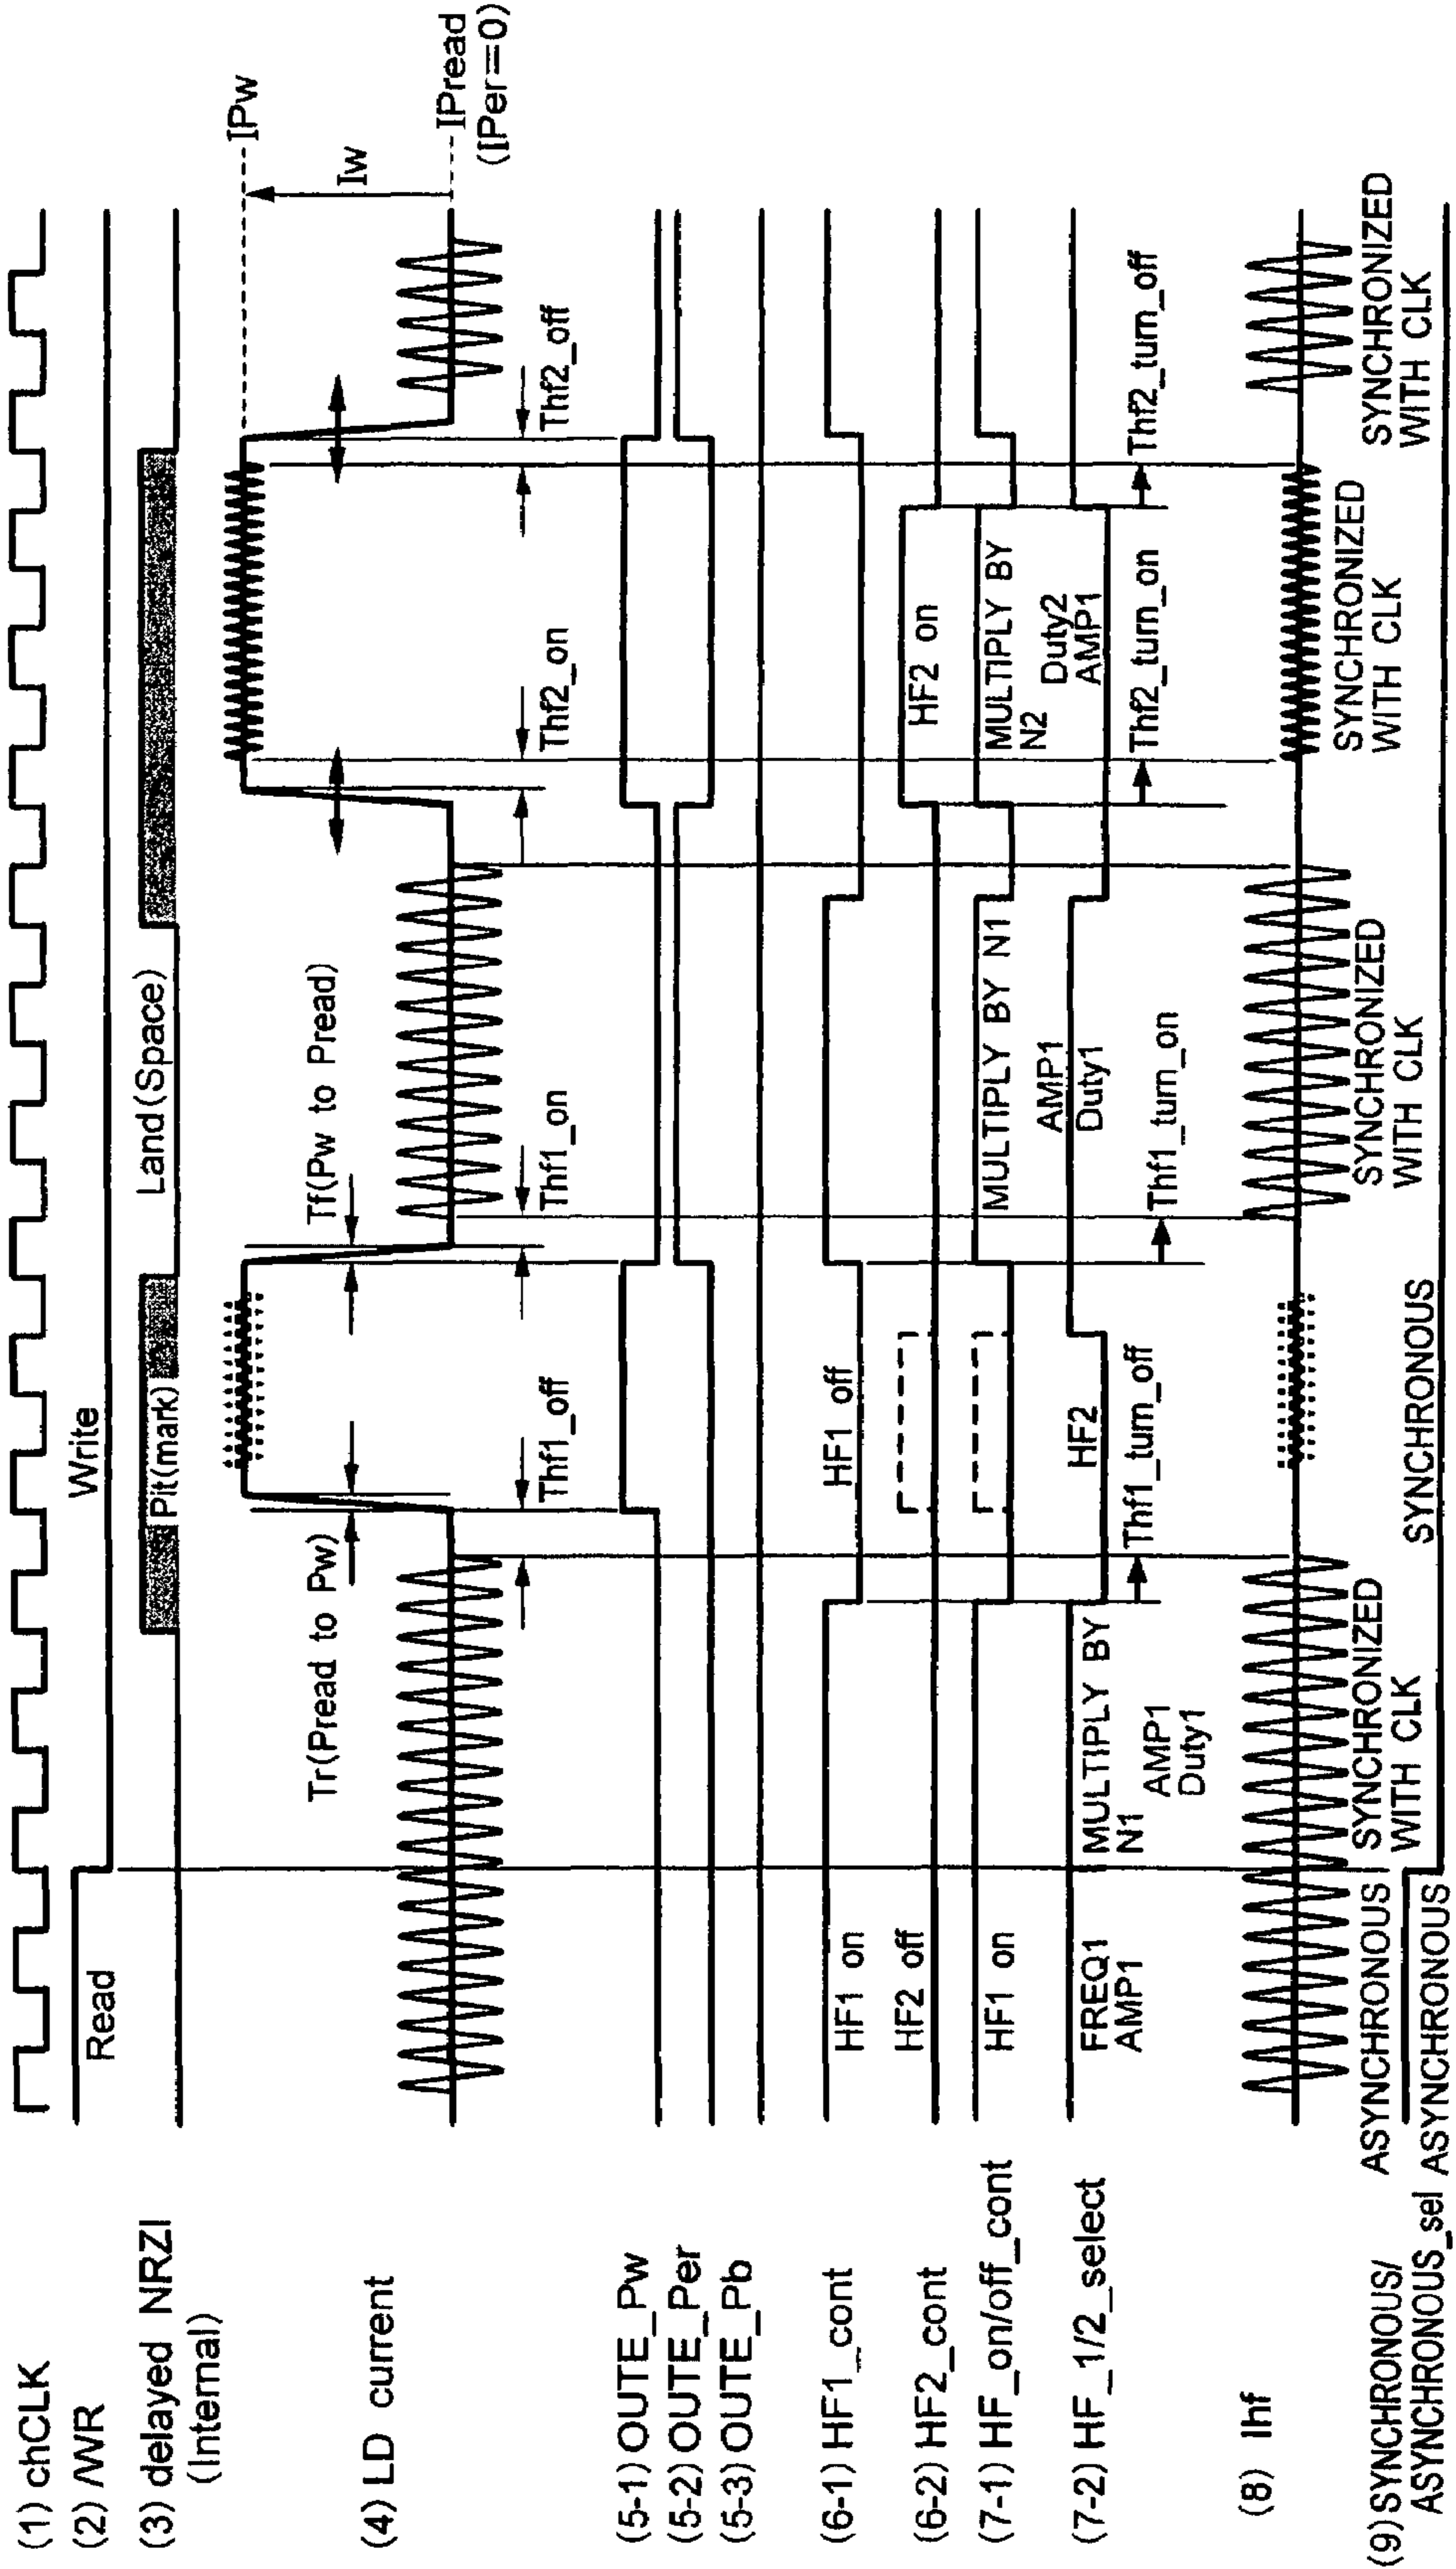 (1) chCLK
(2) /WR
Read
Write
(3) delayed NRZI
(Internal)
Pit(mark)
Land(Space)
(4) LD current
Tr(Pread to Pw)
Tf(Pw to Pread)
IPw
Iw
IPread
(IPer=0)
Thf1_off
Thf1_on
Thf2_on
Thf2_off
(5-1) OUTE_Pw
(5-2) OUTE_Per
(5-3) OUTE_Pb
(6-1) HF1_cont
HF1 on
HF1 off
(6-2) HF2_cont
HF2 off
HF2 on
(7-1) HF_on/off_cont
HF1 on
MULTIPLY BY N1
MULTIPLY BY
N2
(7-2) HF_1/2_select
FREQ1
AMP1
MULTIPLY BY
N1
AMP1
Duty1
HF2
AMP1
Duty1
Duty2
AMP1
Thf1_turn_off
Thf1_turn_on
Thf2_turn_on
Thf2_turn_off
(8) Ihf
ASYNCHRONOUS
SYNCHRONIZED
WITH CLK
SYNCHRONIZED
WITH CLK
SYNCHRONIZED
WITH CLK
SYNCHRONIZED
WITH CLK
(9) SYNCHRONOUS/
ASYNCHRONOUS_sel
ASYNCHRONOUS
SYNCHRONOUS